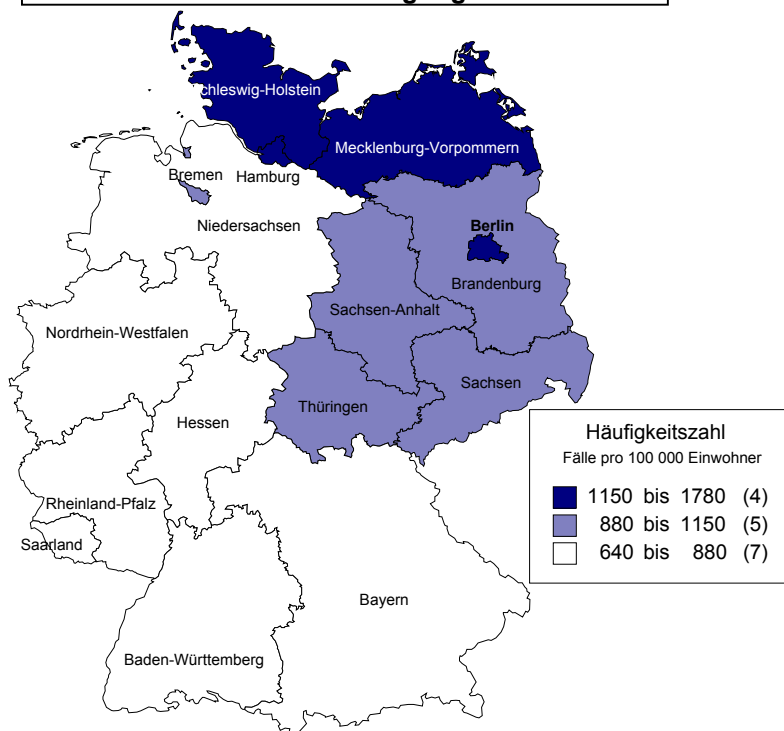 Schleswig-Holstein
Mecklenburg-Vorpommern
Bremen
Hamburg
Niedersachsen
Berlin
Brandenburg
Sachsen-Anhalt
Nordrhein-Westfalen
Sachsen
Thüringen
Hessen
Rheinland-Pfalz
Saarland
Bayern
Baden-Württemberg
Häufigkeitszahl
Fälle pro 100 000 Einwohner
1150 bis 1780 (4)
880 bis 1150 (5)
640 bis 880 (7)